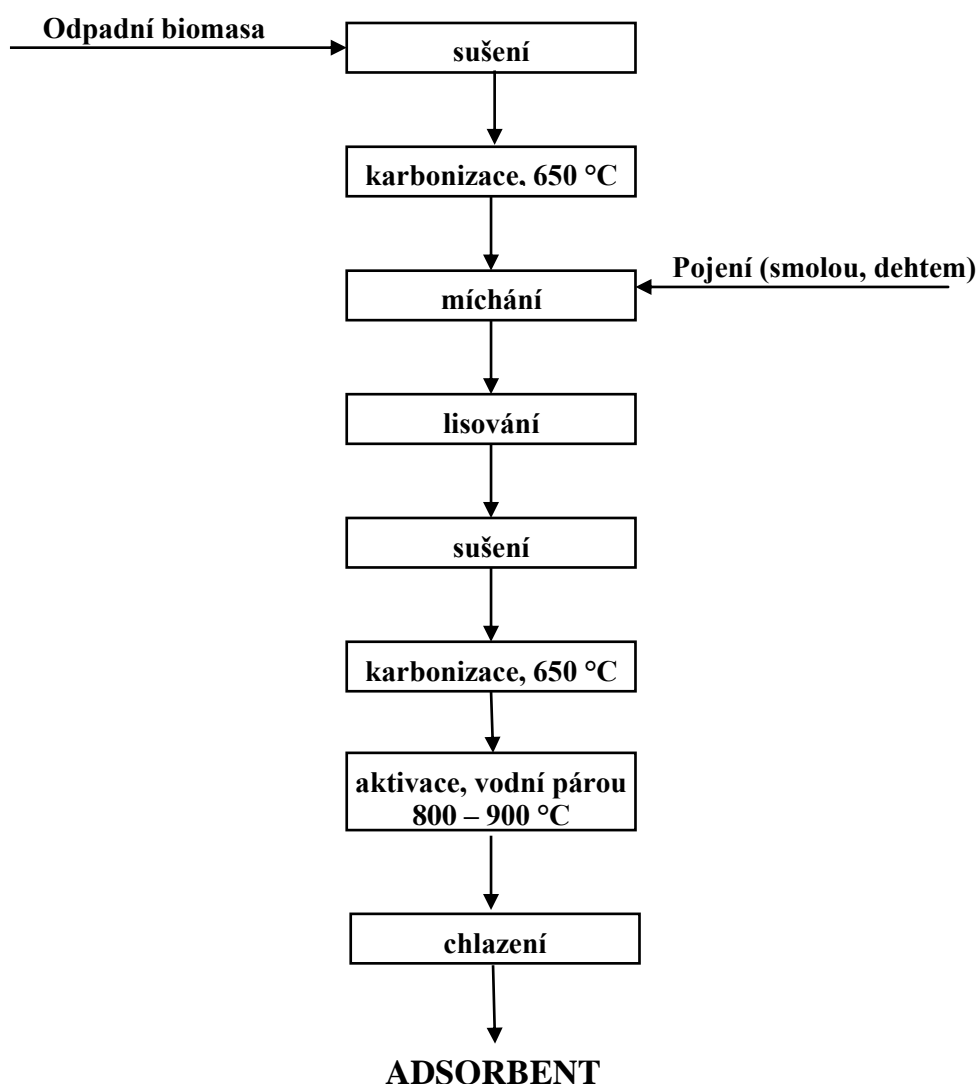 Odpadní biomasa
sušení
karbonizace, 650 °C
Pojení (smolou, dehtem)
míchání
lisování
sušení
karbonizace, 650 °C
aktivace, vodní párou
800 – 900 °C
chlazení
ADSORBENT